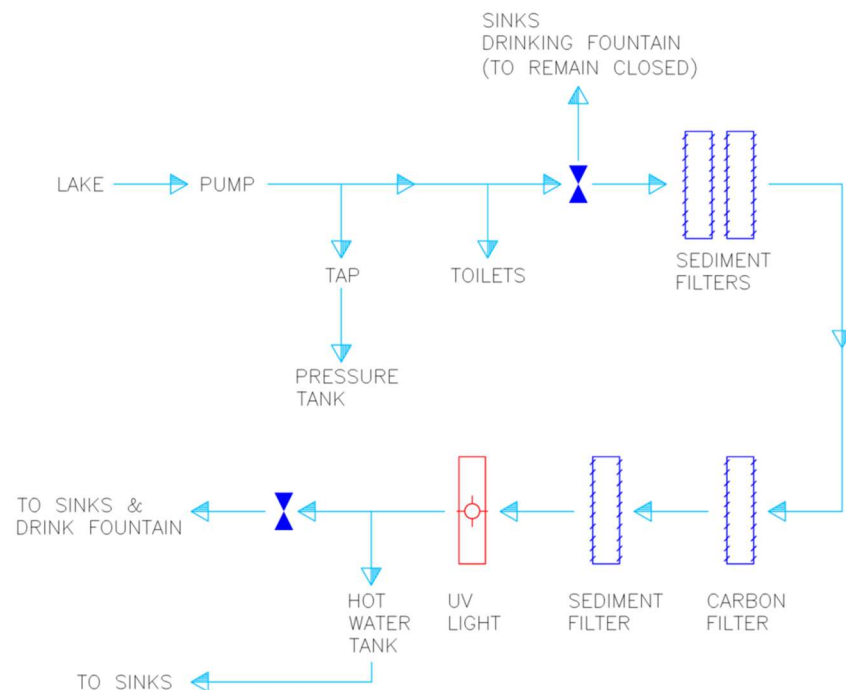 SINKS
DRINKING FOUNTAIN
(TO REMAIN CLOSED)
LAKE
PUMP
TAP
TOILETS
SEDIMENT
FILTERS
PRESSURE
TANK
TO SINKS &
DRINK FOUNTAIN
HOT
WATER
TANK
UV
LIGHT
SEDIMENT
FILTER
CARBON
FILTER
TO SINKS